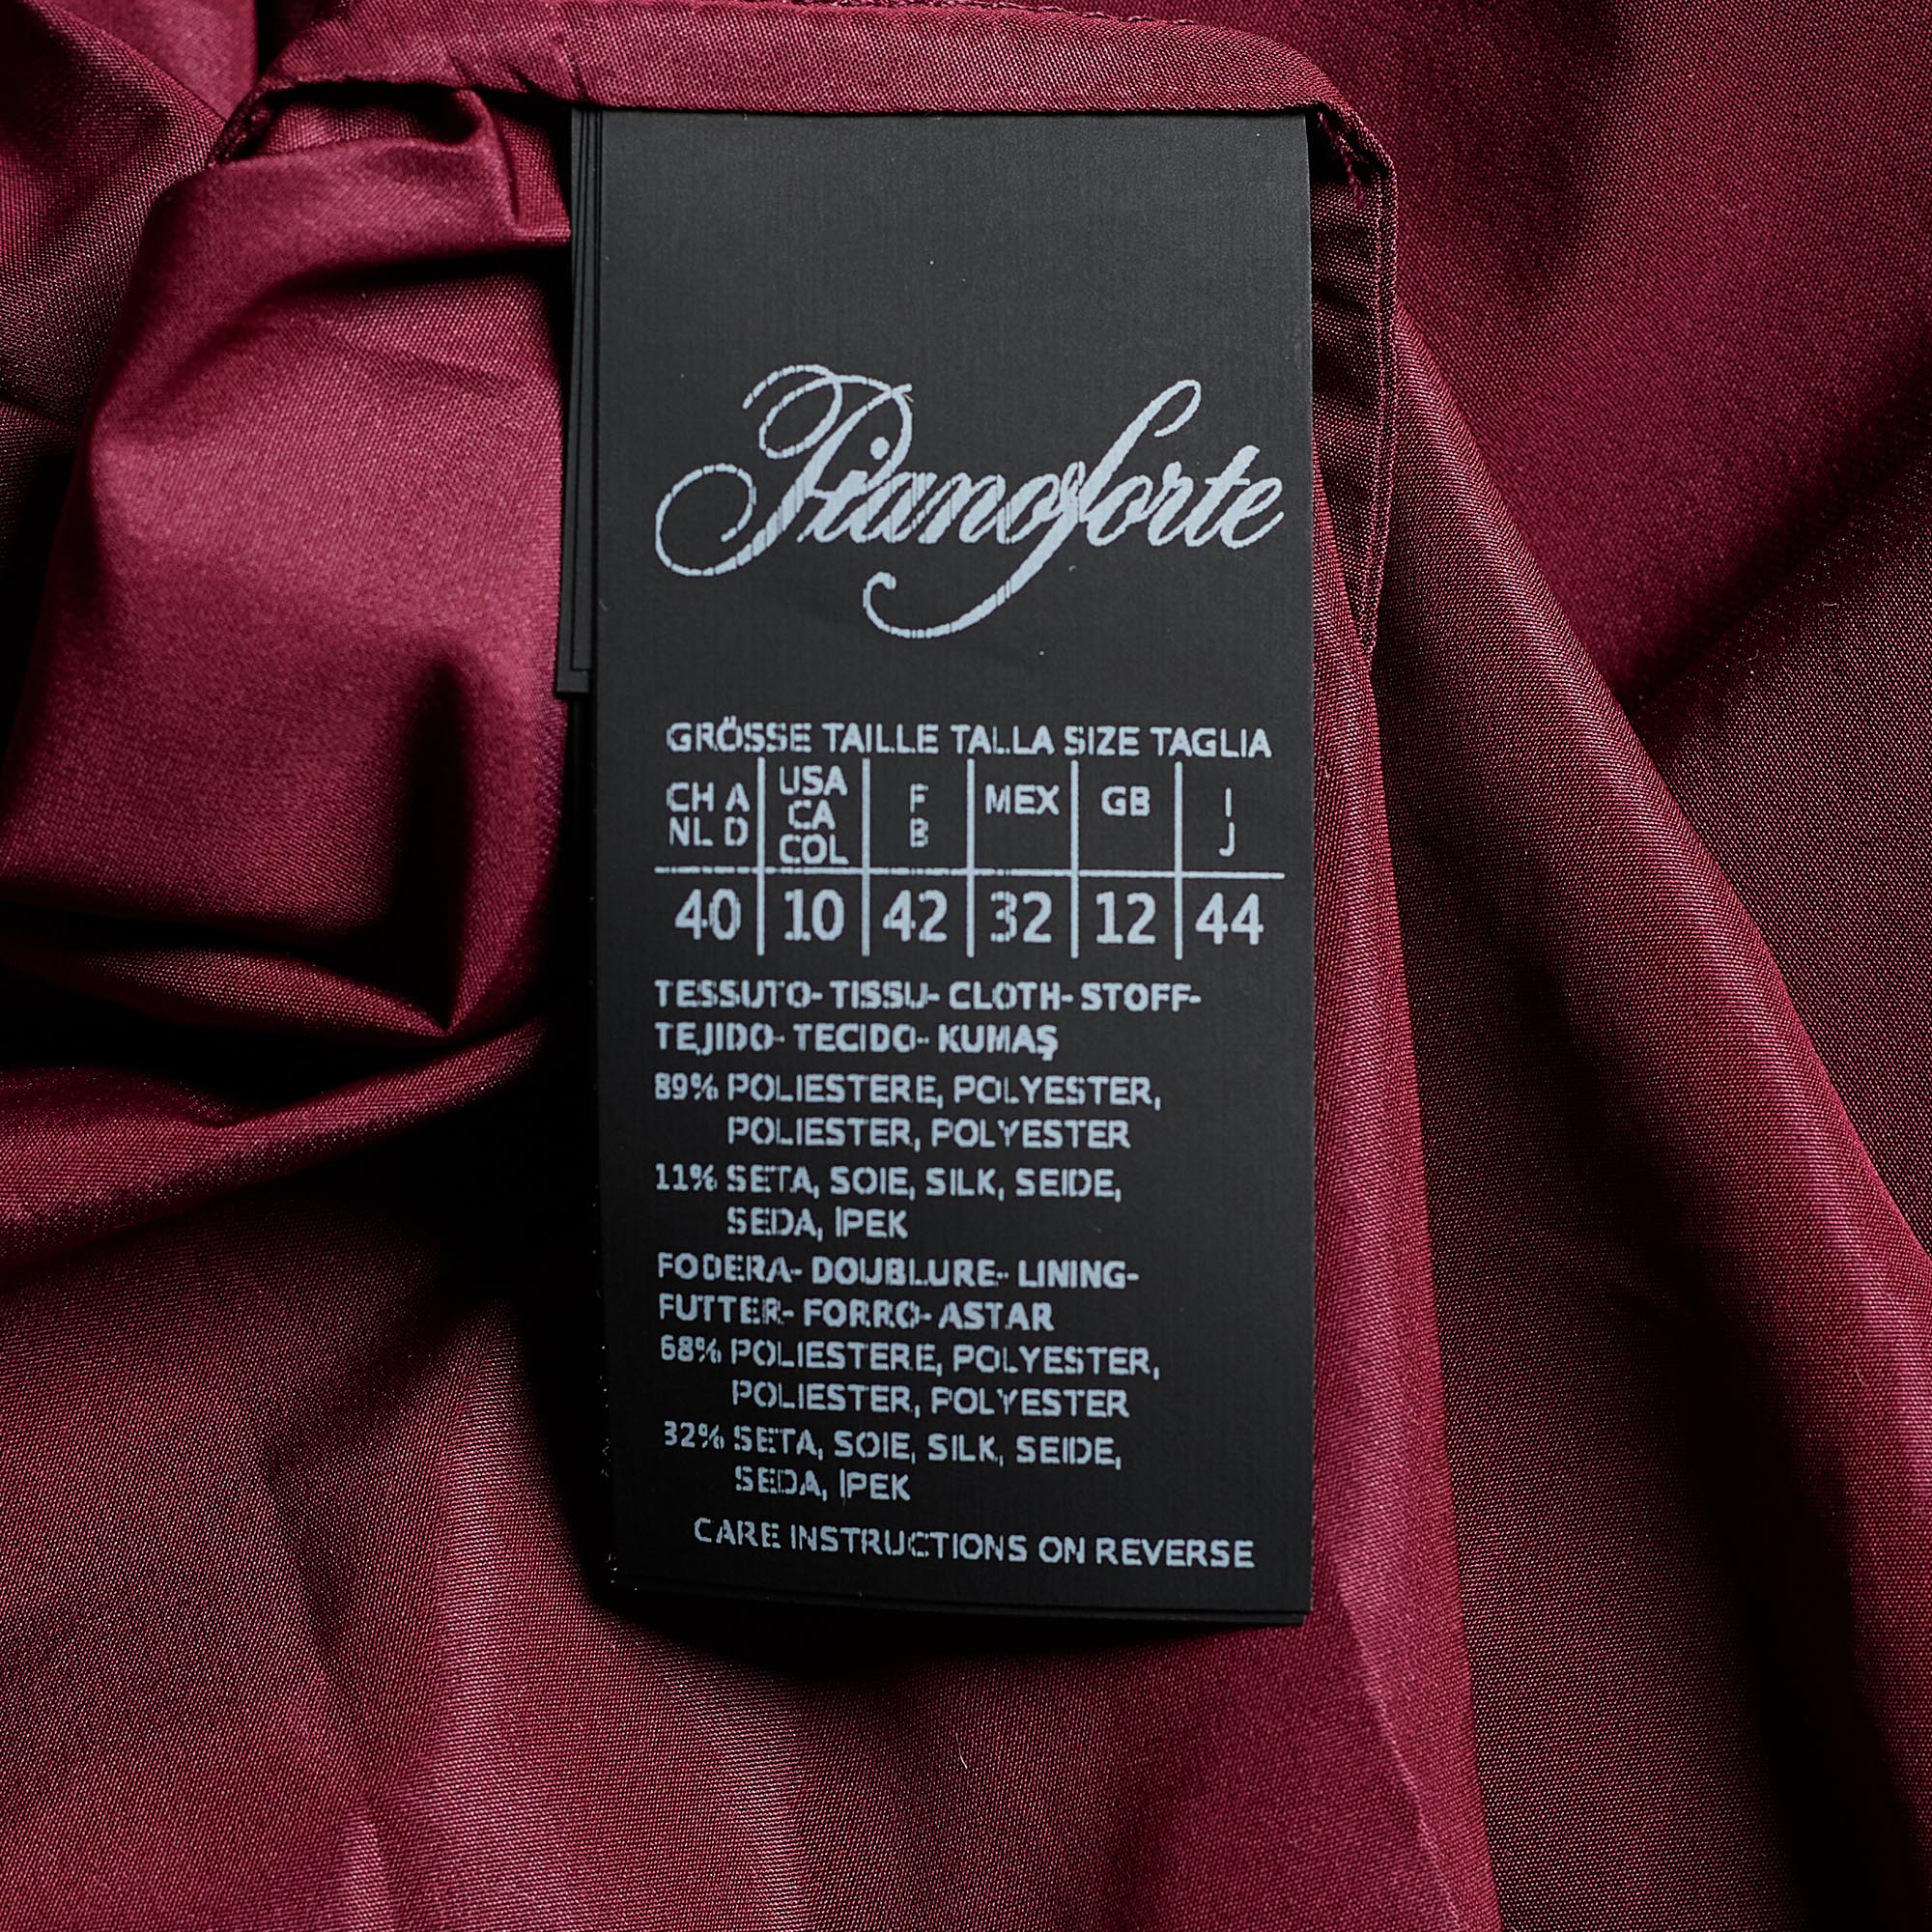 Pianoforte
GRÖSSE TAILLE TALLA SIZE TAGLIA
CH A USA F MEX GB I
NL D CA B J
COL
40 10 42 32 12 44
TESSUTO- TISSU- CLOTH- STOFF-
TEJIDO- TECIDO- KUMAŞ
89% POLIESTERE, POLYESTER,
POLIESTER, POLYESTER
11% SETA, SOIE, SILK, SEIDE,
SEDA, İPEK
FODERA- DOUBLURE- LINING-
FUTTER- FORRO- ASTAR
68% POLIESTERE, POLYESTER,
POLIESTER, POLYESTER
32% SETA, SOIE, SILK, SEIDE,
SEDA, İPEK
CARE INSTRUCTIONS ON REVERSE